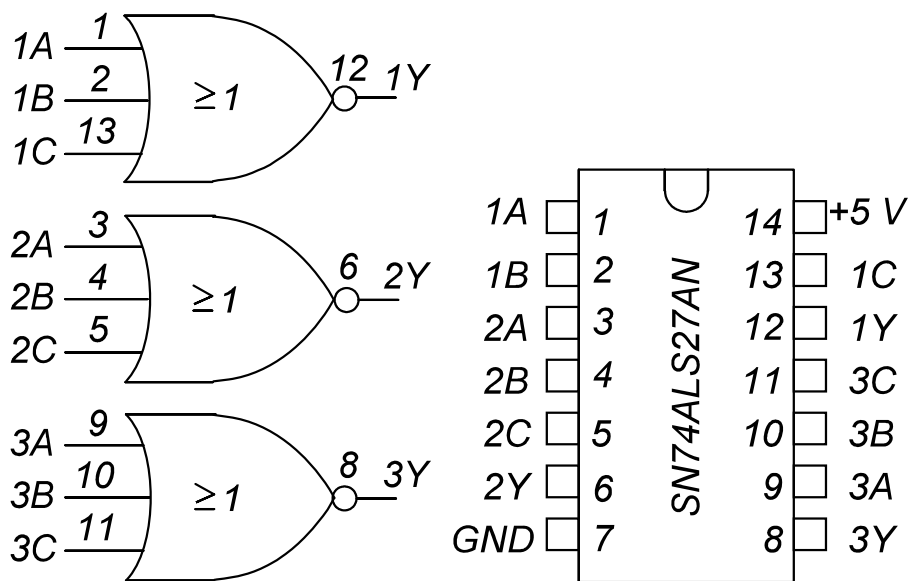 1
1A
2
1B
≥1
12
1Y
13
1C
3
2A
4
2B
≥1
6
2Y
5
2C
9
3A
10
3B
≥1
8
3Y
11
3C
1A 1 14 +5 V
1B 2 13 1C
2A 3 12 1Y
2B 4 11 3C
2C 5 10 3B
2Y 6 9 3A
GND 7 8 3Y
SN74ALS27AN